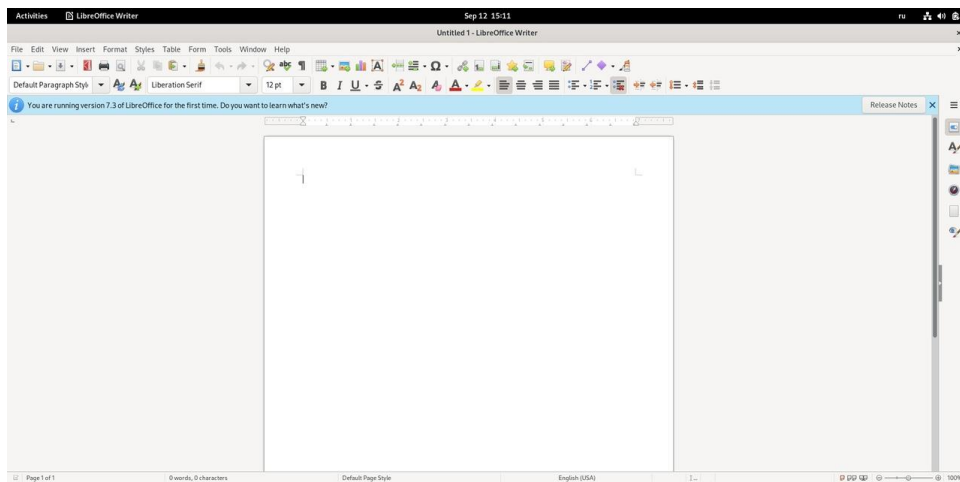 Activities LibreOffice Writer Sep 12 15:11 ru
Untitled 1 - LibreOffice Writer
File Edit View Insert Format Styles Table Form Tools Window Help
Default Paragraph Styl Liberation Serif 12 pt
You are running version 7.3 of LibreOffice for the first time. Do you want to learn what's new? Release Notes
Page 1 of 1 0 words, 0 characters Default Page Style English (USA) 100%